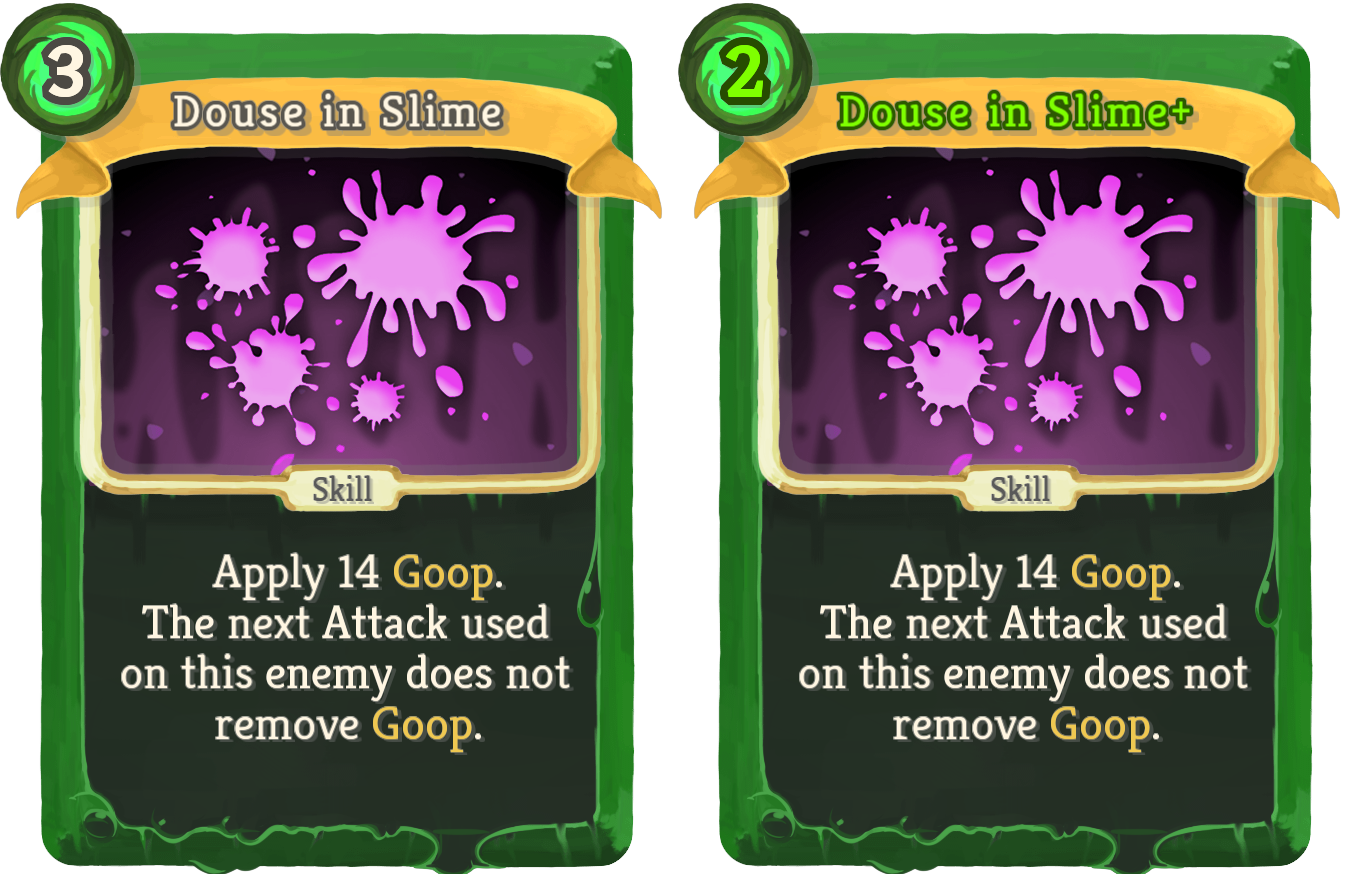 3
Douse in Slime
Skill
Apply 14 Goop.
The next Attack used
on this enemy does not
remove Goop.
2
Douse in Slime+
Skill
Apply 14 Goop.
The next Attack used
on this enemy does not
remove Goop.